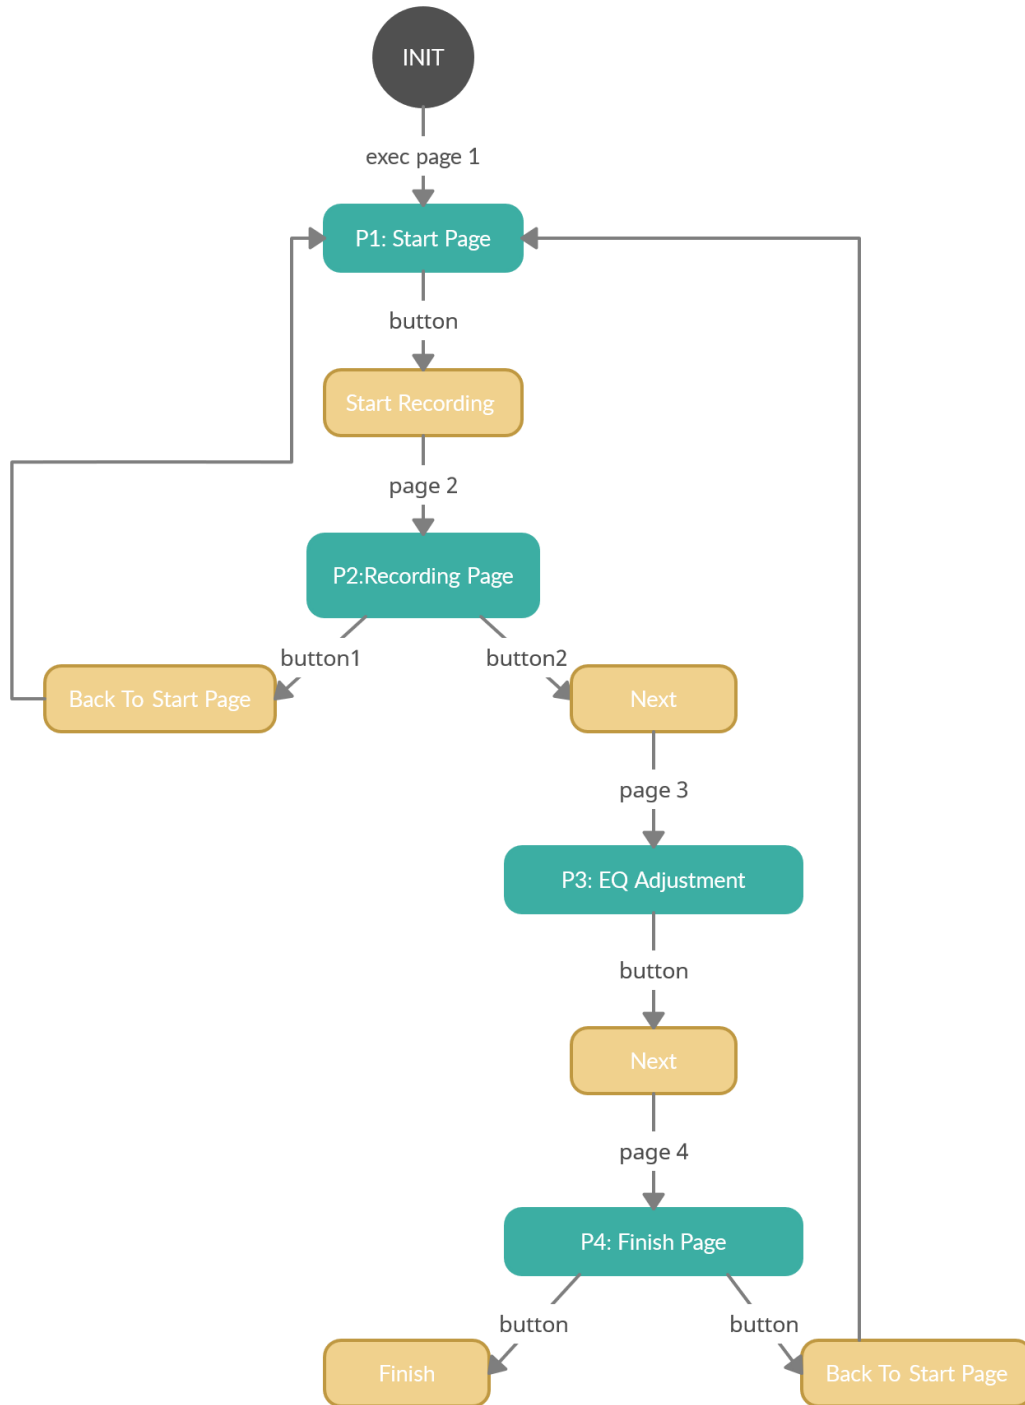 INIT
exec page 1
P1: Start Page
button
Start Recording
page 2
P2:Recording Page
button1
button2
Back To Start Page
Next
page 3
P3: EQ Adjustment
button
Next
page 4
P4: Finish Page
button
button
Finish
Back To Start Page